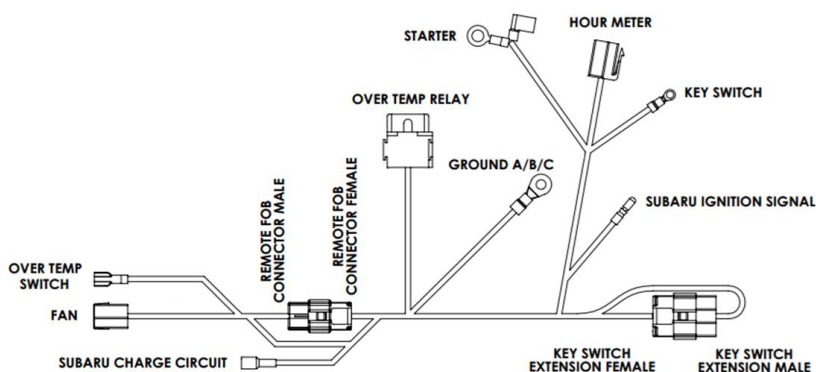 STARTER
HOUR METER
KEY SWITCH
OVER TEMP RELAY
GROUND A/B/C
SUBARU IGNITION SIGNAL
REMOTE FOB
CONNECTOR MALE
REMOTE FOB
CONNECTOR FEMALE
OVER TEMP
SWITCH
FAN
SUBARU CHARGE CIRCUIT
KEY SWITCH
EXTENSION FEMALE
KEY SWITCH
EXTENSION MALE